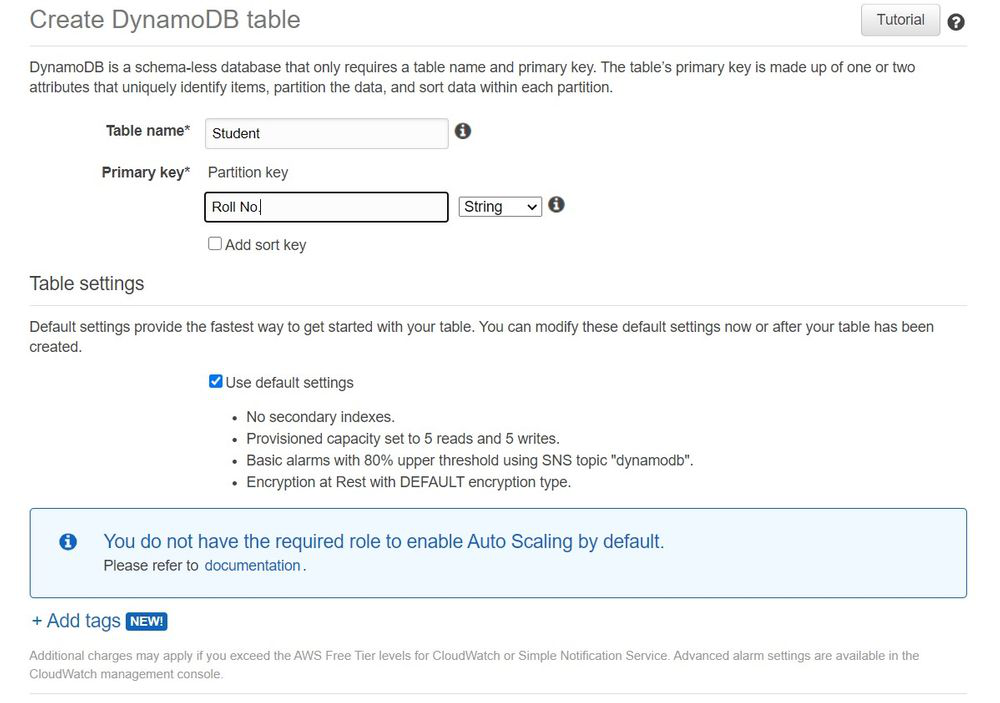 Create DynamoDB table
Tutorial
DynamoDB is a schema-less database that only requires a table name and primary key. The table's primary key is made up of one or two
attributes that uniquely identify items, partition the data, and sort data within each partition.
Table name* Student
Primary key* Partition key
Roll No. String
Add sort key
Table settings
Default settings provide the fastest way to get started with your table. You can modify these default settings now or after your table has been
created.
Use default settings
• No secondary indexes.
• Provisioned capacity set to 5 reads and 5 writes.
• Basic alarms with 80% upper threshold using SNS topic "dynamodb".
• Encryption at Rest with DEFAULT encryption type.
You do not have the required role to enable Auto Scaling by default.
Please refer to documentation.
+ Add tags NEW!
Additional charges may apply if you exceed the AWS Free Tier levels for CloudWatch or Simple Notification Service. Advanced alarm settings are available in the
CloudWatch management console.